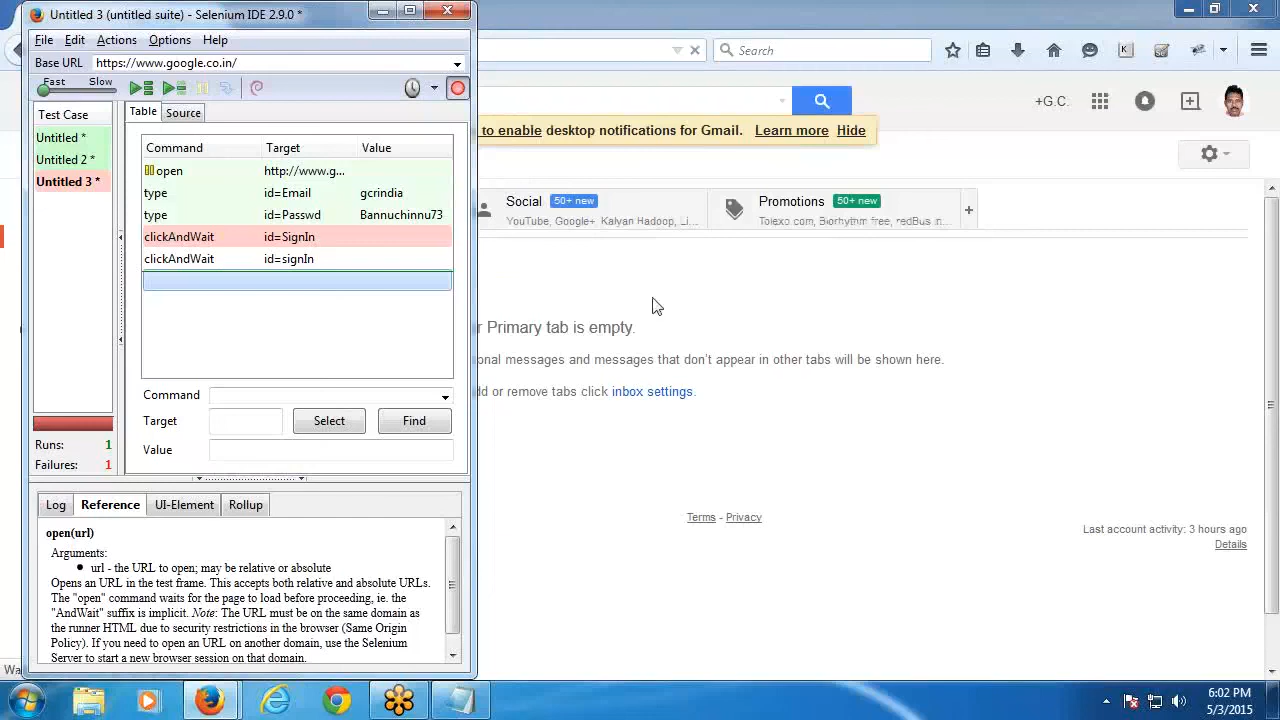 Untitled 3 (untitled suite) - Selenium IDE 2.9.0 *
File Edit Actions Options Help
Base URL https://www.google.co.in/
Search
Fast Slow
+G.C.
Test Case
Table Source
Untitled *
Untitled 2 *
Untitled 3 *
Command Target Value
open http://www.g...
type id=Email gcrindia
type id=Passwd Bannuchinnu73
clickAndWait id=SignIn
clickAndWait id=signIn
to enable desktop notifications for Gmail. Learn more Hide
Social 50+ new
YouTube, Google+, Kalyan Hadoop, Li...
Promotions 50+ new
Tolexo.com, Biorhythm free, redBus in...
+
r Primary tab is empty.
onal messages and messages that don't appear in other tabs will be shown here.
dd or remove tabs click inbox settings.
Command
Target Select Find
Value
Runs: 1
Failures: 1
Log Reference UI-Element Rollup
open(url)
Arguments:
● url - the URL to open; may be relative or absolute
Opens an URL in the test frame. This accepts both relative and absolute URLs.
The "open" command waits for the page to load before proceeding, ie. the
"AndWait" suffix is implicit. Note: The URL must be on the same domain as
the runner HTML due to security restrictions in the browser (Same Origin
Policy). If you need to open an URL on another domain, use the Selenium
Server to start a new browser session on that domain.
Terms - Privacy
Last account activity: 3 hours ago
Details
Wa
6:02 PM
5/3/2015